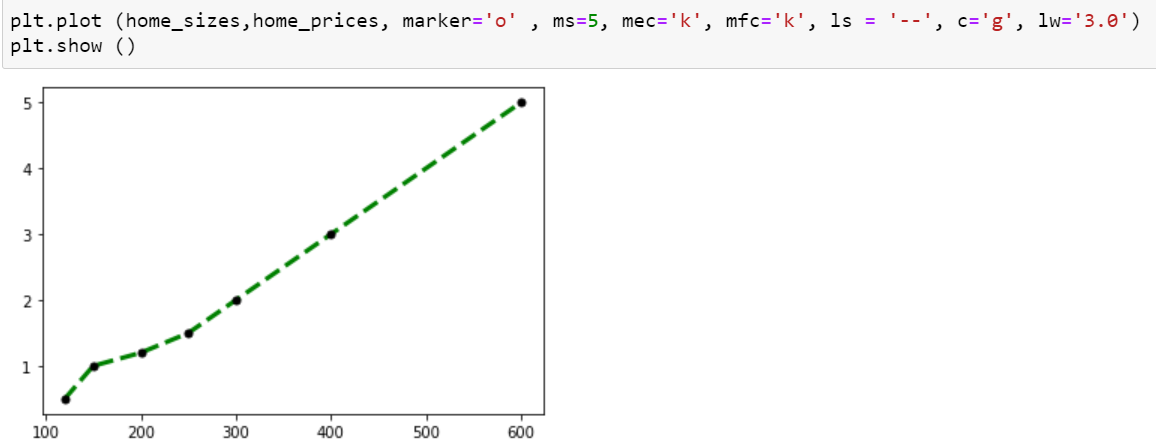 plt.plot (home_sizes,home_prices, marker='o' , ms=5, mec='k', mfc='k', ls = '--', c='g', lw='3.0')
plt.show ()
5
4
3
2
1
100 200 300 400 500 600